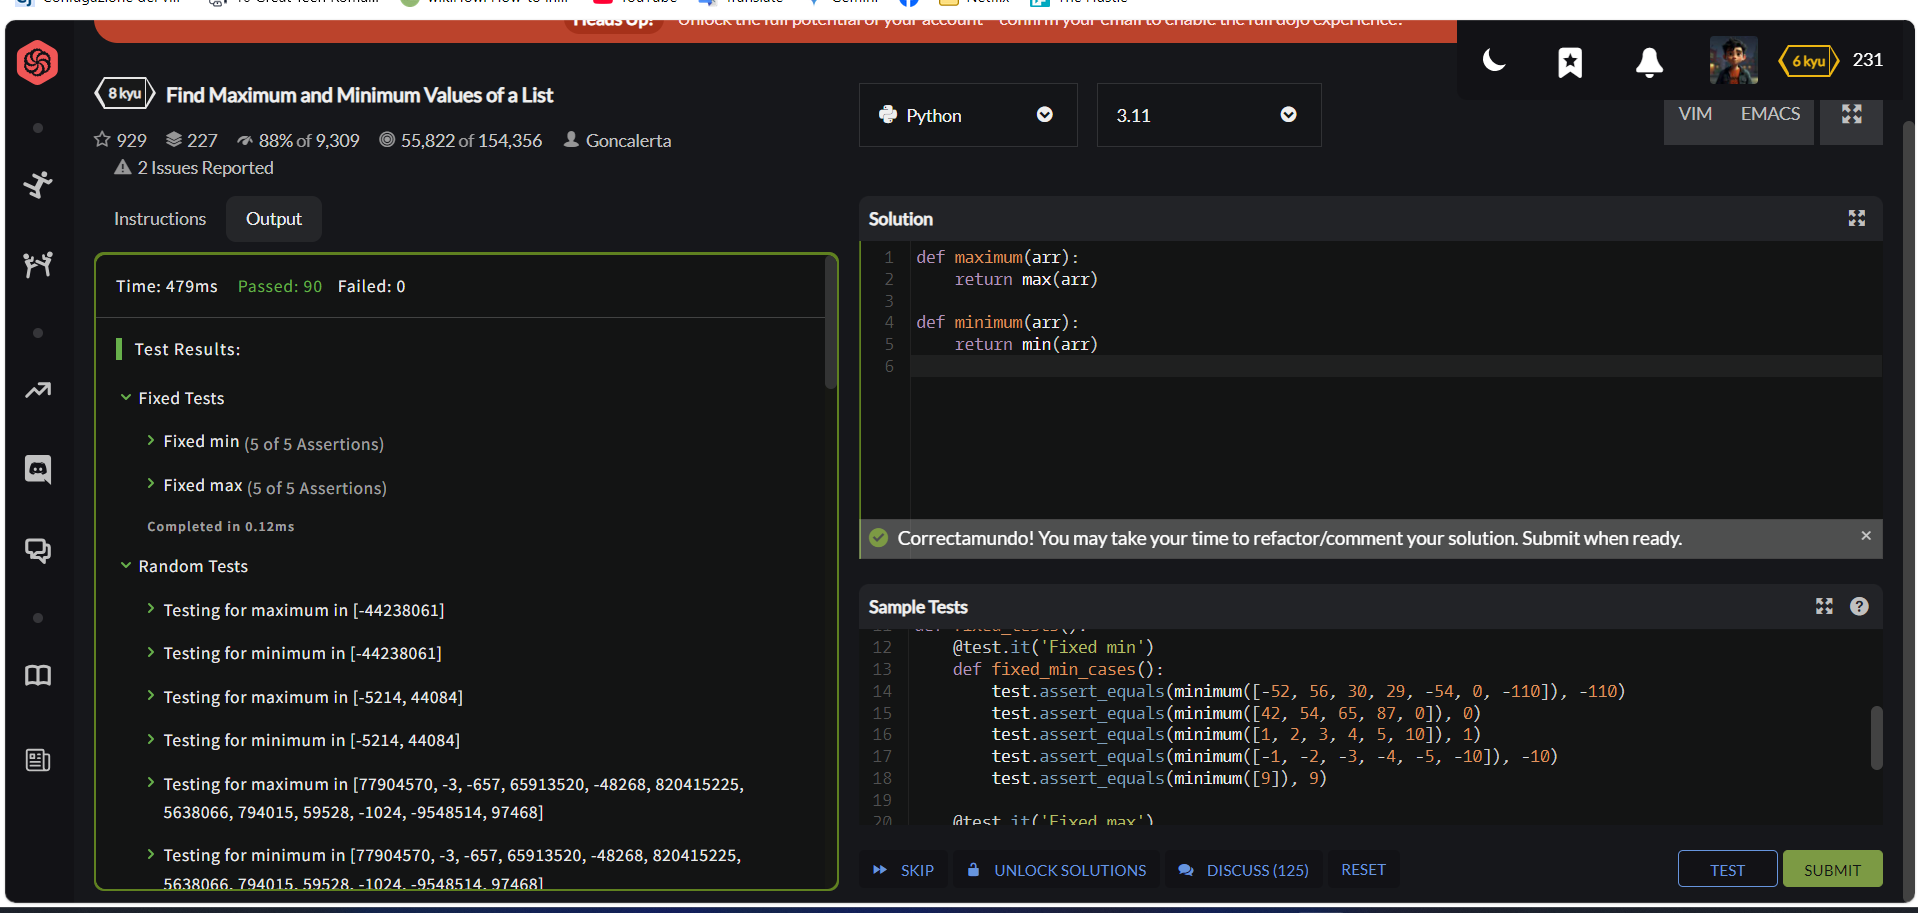 Conjugazione del
YouTube
Translate
Gemini
Netflix
The Hustle
Heads Up! Unlock the full potential of your account - confirm your email to enable the full dojo experience.
6 kyu 231
8 kyu Find Maximum and Minimum Values of a List
929 227 88% of 9,309 55,822 of 154,356 Goncalerta
2 Issues Reported
Python
3.11
VIM EMACS
Instructions Output
Time: 479ms Passed: 90 Failed: 0
Test Results:
Fixed Tests
Fixed min (5 of 5 Assertions)
Fixed max (5 of 5 Assertions)
Completed in 0.12ms
Random Tests
Testing for maximum in [-44238061]
Testing for minimum in [-44238061]
Testing for maximum in [-5214, 44084]
Testing for minimum in [-5214, 44084]
Testing for maximum in [77904570, -3, -657, 65913520, -48268, 820415225,
5638066, 794015, 59528, -1024, -9548514, 97468]
Testing for minimum in [77904570, -3, -657, 65913520, -48268, 820415225,
5638066, 794015, 59528, -1024, -9548514, 97468]
Solution
1 def maximum(arr):
2 return max(arr)
3
4 def minimum(arr):
5 return min(arr)
6
Correctamundo! You may take your time to refactor/comment your solution. Submit when ready. ×
Sample Tests
11 def fixed_tests():
12 @test.it('Fixed min')
13 def fixed_min_cases():
14 test.assert_equals(minimum([-52, 56, 30, 29, -54, 0, -110]), -110)
15 test.assert_equals(minimum([42, 54, 65, 87, 0]), 0)
16 test.assert_equals(minimum([1, 2, 3, 4, 5, 10]), 1)
17 test.assert_equals(minimum([-1, -2, -3, -4, -5, -10]), -10)
18 test.assert_equals(minimum([9]), 9)
19
20 @test.it('Fixed max')
SKIP UNLOCK SOLUTIONS DISCUSS (125) RESET
TEST SUBMIT